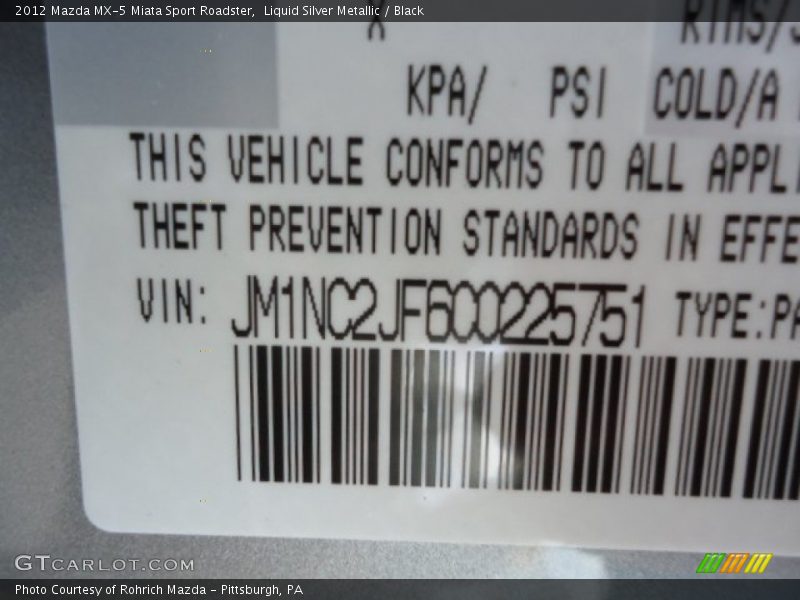 2012 Mazda MX-5 Miata Sport Roadster,  Liquid Silver Metallic / Black
KPA/ PSI COLD/A
THIS VEHICLE CONFORMS TO ALL APPLI
THEFT PREVENTION STANDARDS IN EFFE
VIN: JM1NC2JF6C0225751 TYPE:PA
GTCARLOT.COM
Photo Courtesy of Rohrich Mazda - Pittsburgh, PA